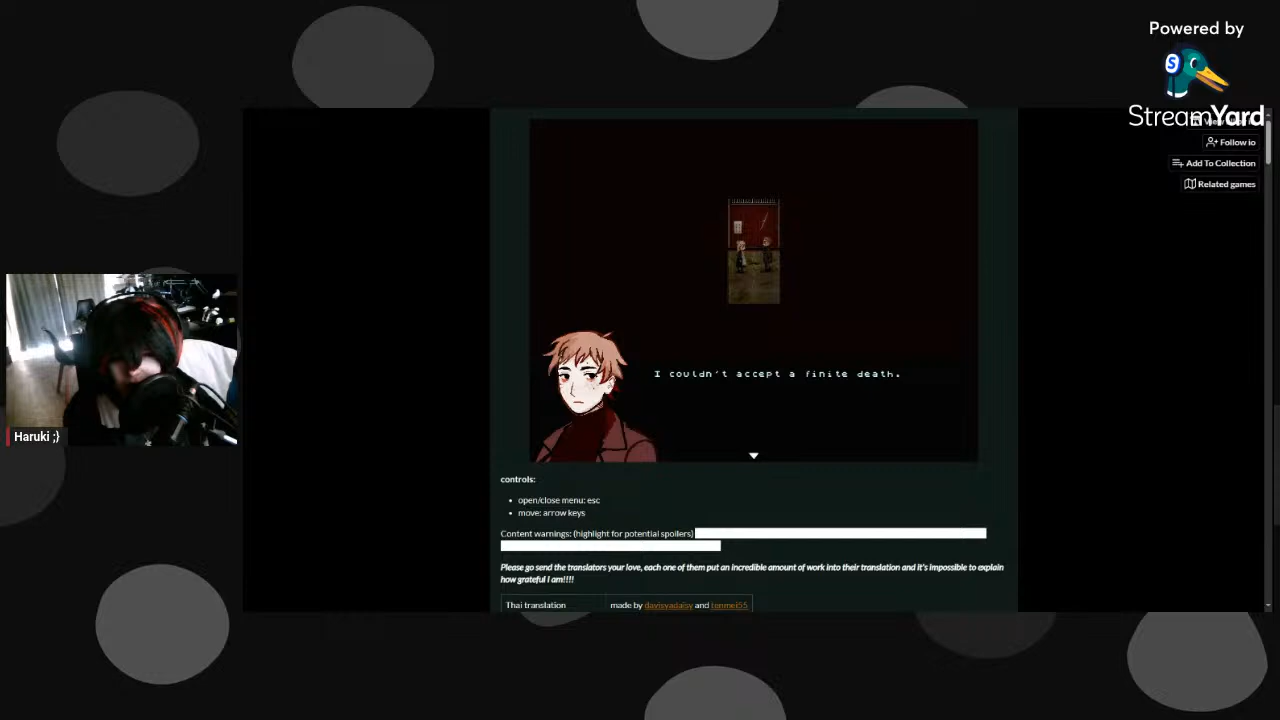 Powered by
StreamYard
Follow io
Add To Collection
Related games
I couldn't accept a finite death.
Haruki ;}
controls:
open/close menu: esc
move: arrow keys
Content warnings: (highlight for potential spoilers)
Please go send the translators your love, each one of them put an incredible amount of work into their translation and it's impossible to explain
how grateful I am!!!!
Thai translation made by davisyadaisy and tonmei55